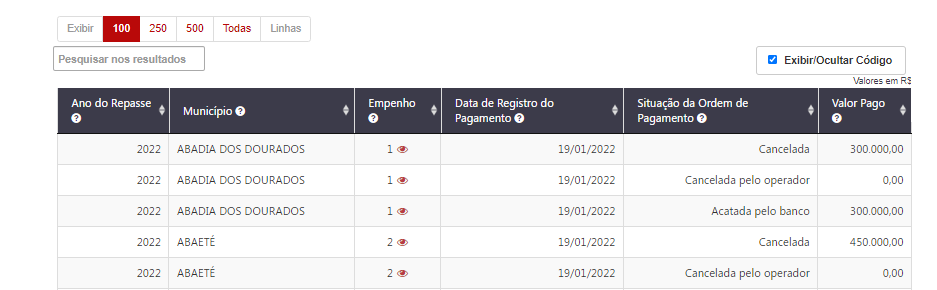 Exibir 100 250 500 Todas Linhas
Pesquisar nos resultados
Exibir/Ocultar Código
Valores em R$
Ano do Repasse Município Empenho Data de Registro do Pagamento Situação da Ordem de Pagamento Valor Pago
2022 ABADIA DOS DOURADOS 1 19/01/2022 Cancelada 300.000,00
2022 ABADIA DOS DOURADOS 1 19/01/2022 Cancelada pelo operador 0,00
2022 ABADIA DOS DOURADOS 1 19/01/2022 Acatada pelo banco 300.000,00
2022 ABAETÉ 2 19/01/2022 Cancelada 450.000,00
2022 ABAETÉ 2 19/01/2022 Cancelada pelo operador 0,00